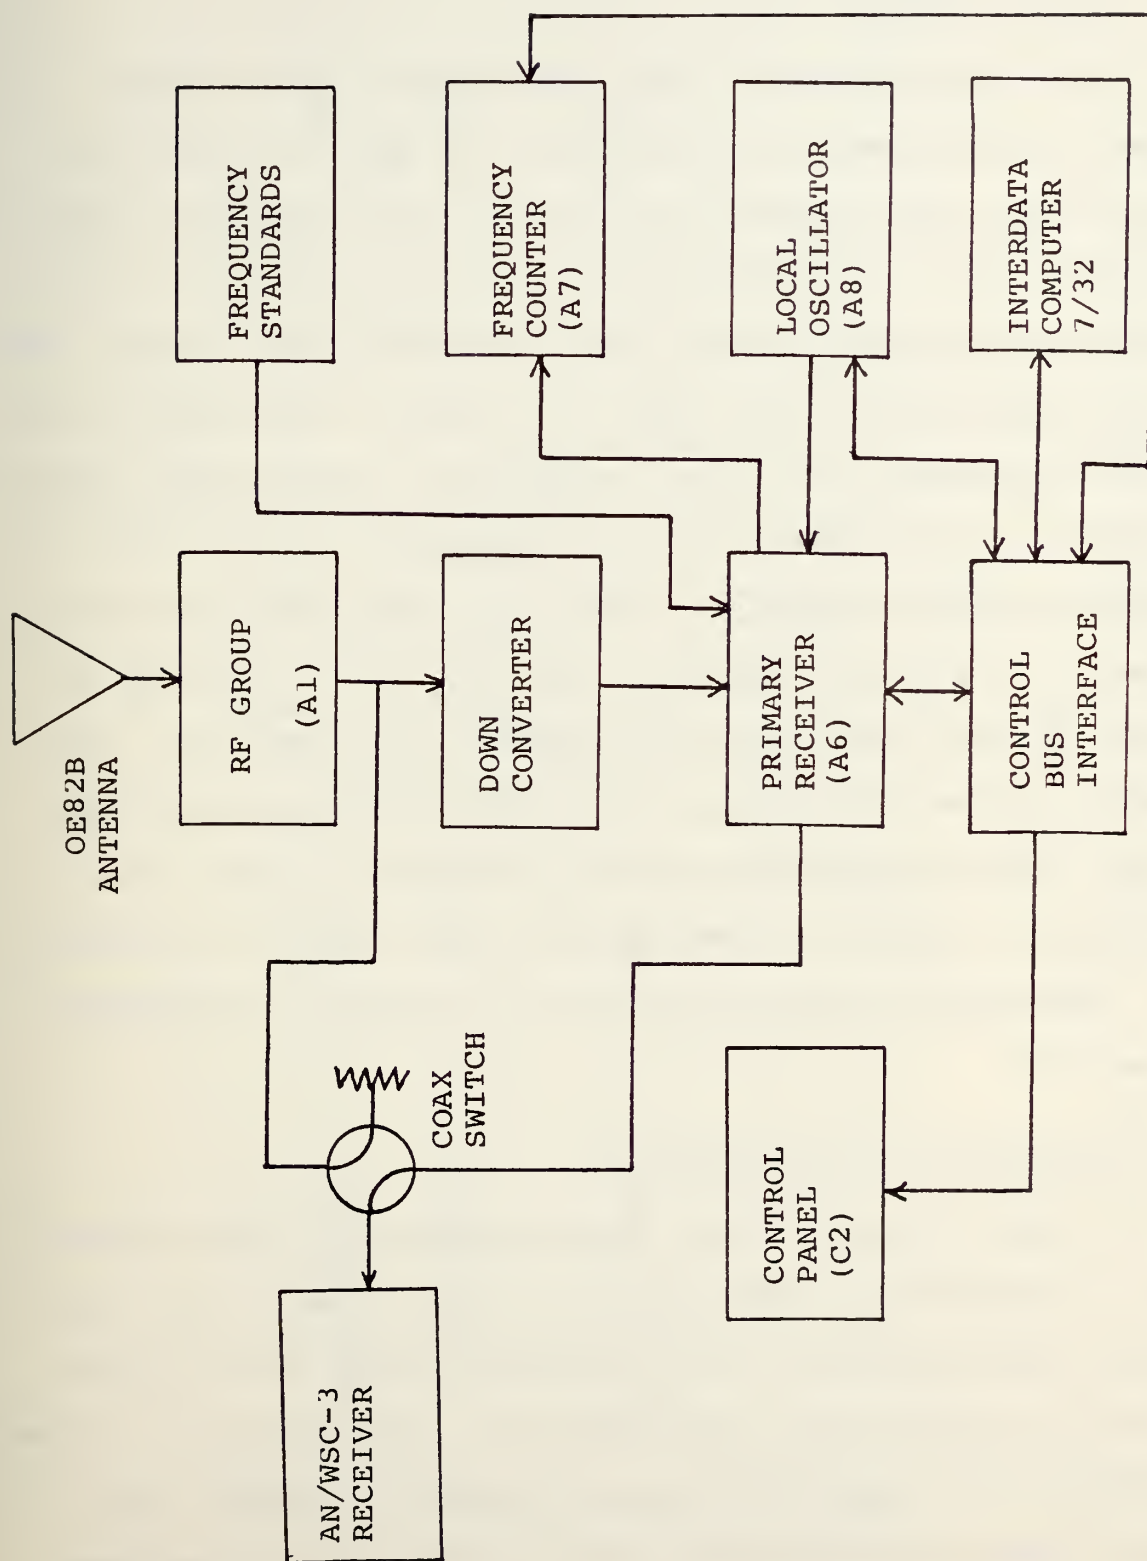 OE82B
ANTENNA
RF GROUP
(A1)
FREQUENCY
STANDARDS
DOWN
CONVERTER
FREQUENCY
COUNTER
(A7)
COAX
SWITCH
AN/WSC-3
RECEIVER
PRIMARY
RECEIVER
(A6)
LOCAL
OSCILLATOR
(A8)
CONTROL
PANEL
(C2)
CONTROL
BUS
INTERFACE
INTERDATA
COMPUTER
7/32